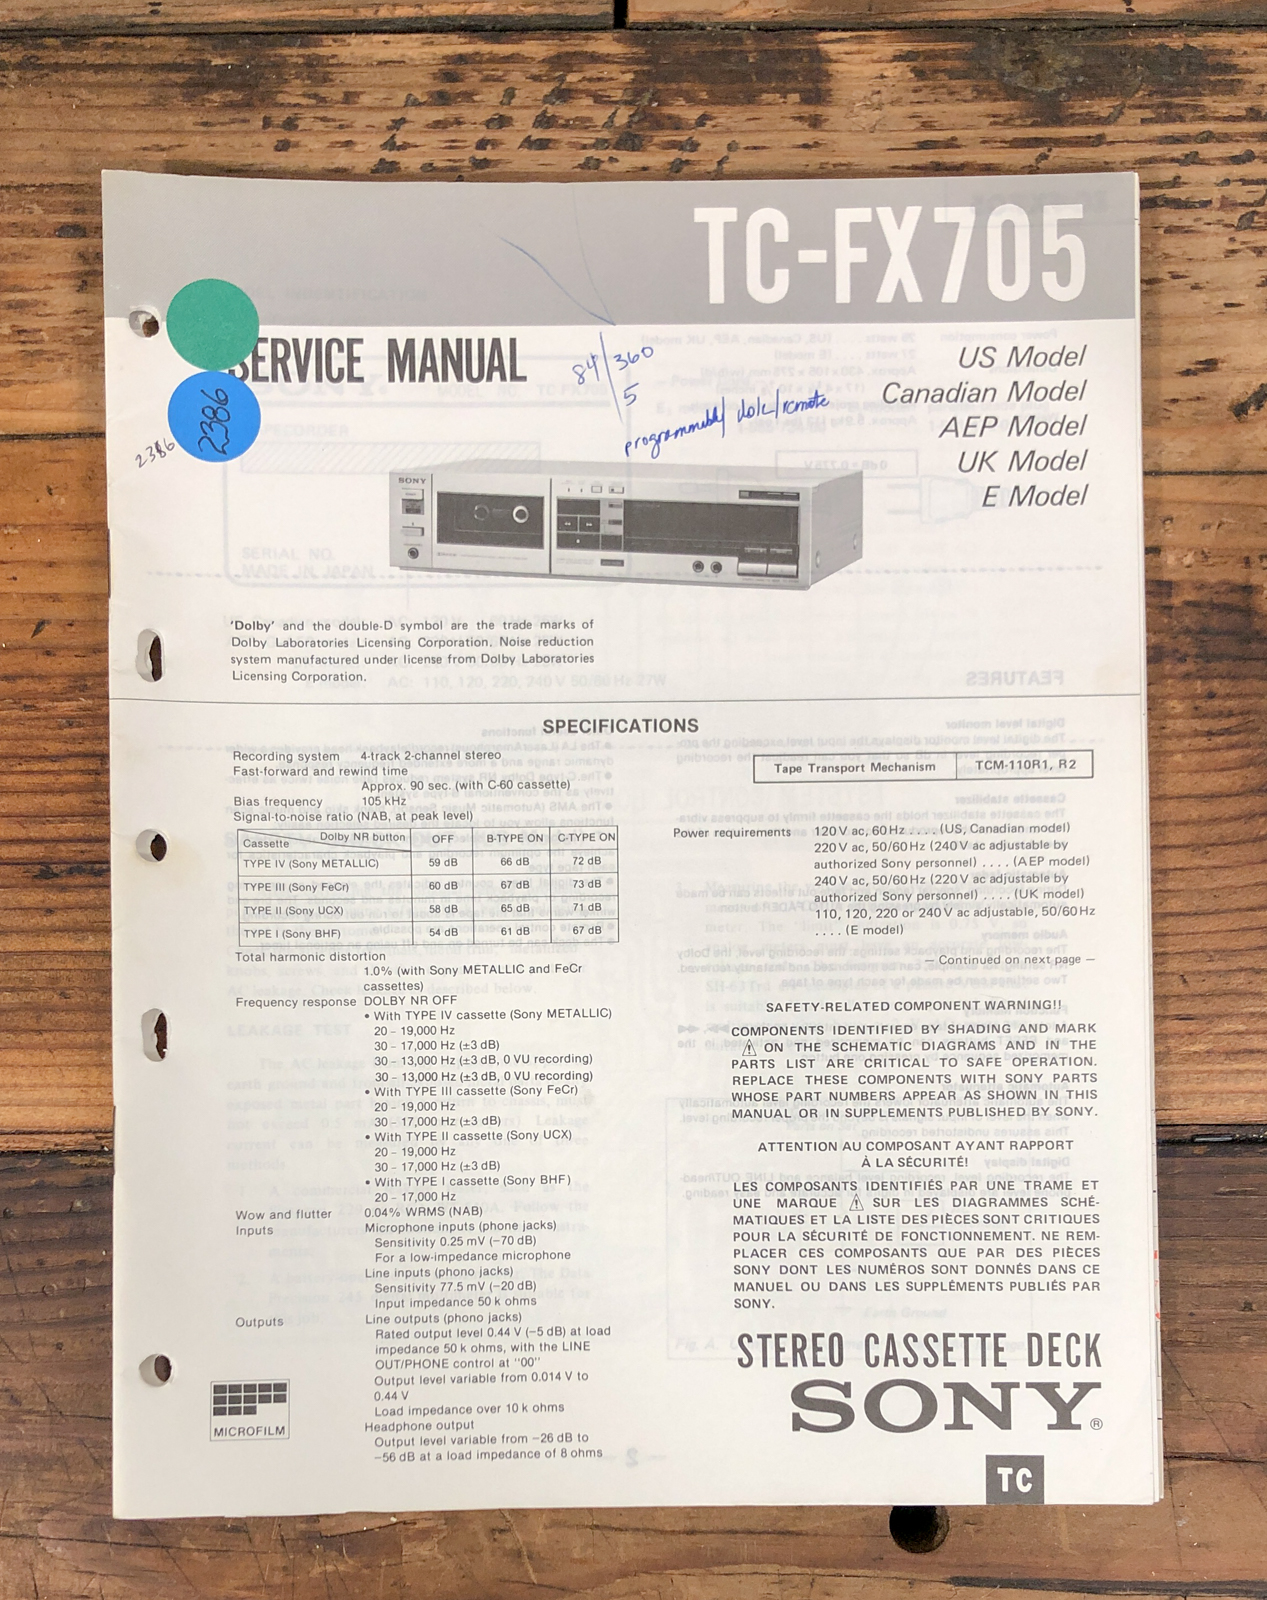 TC-FX705
SERVICE MANUAL
US Model
Canadian Model
AEP Model
UK Model
E Model
84/360
5
programmable/ /remote
2386
2386
SONY
'Dolby' and the double-D symbol are the trade marks of
Dolby Laboratories Licensing Corporation. Noise reduction
system manufactured under license from Dolby Laboratories
Licensing Corporation.
SPECIFICATIONS
Recording system 4-track 2-channel stereo
Fast-forward and rewind time
Approx. 90 sec. (with C-60 cassette)
Bias frequency 105 kHz
Signal-to-noise ratio (NAB, at peak level)
Dolby NR button OFF B-TYPE ON C-TYPE ON
Cassette
TYPE IV (Sony METALLIC) 59 dB 66 dB 72 dB
TYPE III (Sony FeCr) 60 dB 67 dB 73 dB
TYPE II (Sony UCX) 58 dB 65 dB 71 dB
TYPE I (Sony BHF) 54 dB 61 dB 67 dB
Total harmonic distortion
1.0% (with Sony METALLIC and FeCr
cassettes)
Frequency response DOLBY NR OFF
• With TYPE IV cassette (Sony METALLIC)
20 – 19,000 Hz
30 – 17,000 Hz (±3 dB)
30 – 13,000 Hz (±3 dB, 0 VU recording)
30 – 13,000 Hz (±3 dB, 0 VU recording)
• With TYPE III cassette (Sony FeCr)
20 – 19,000 Hz
30 – 17,000 Hz (±3 dB)
• With TYPE II cassette (Sony UCX)
20 – 19,000 Hz
30 – 17,000 Hz (±3 dB)
• With TYPE I cassette (Sony BHF)
20 – 17,000 Hz
Wow and flutter 0.04% WRMS (NAB)
Inputs Microphone inputs (phone jacks)
Sensitivity 0.25 mV (−70 dB)
For a low-impedance microphone
Line inputs (phono jacks)
Sensitivity 77.5 mV (−20 dB)
Input impedance 50 k ohms
Outputs Line outputs (phono jacks)
Rated output level 0.44 V (−5 dB) at load
impedance 50 k ohms, with the LINE
OUT/PHONE control at "00"
Output level variable from 0.014 V to
0.44 V
Load impedance over 10 k ohms
Headphone output
Output level variable from −26 dB to
−56 dB at a load impedance of 8 ohms
MICROFILM
Tape Transport Mechanism TCM-110R1, R2
Power requirements 120 V ac, 60 Hz .... (US, Canadian model)
220 V ac, 50/60 Hz (240 V ac adjustable by
authorized Sony personnel) .... (AEP model)
240 V ac, 50/60 Hz (220 V ac adjustable by
authorized Sony personnel) .... (UK model)
110, 120, 220 or 240 V ac adjustable, 50/60 Hz
.... (E model)
— Continued on next page —
SAFETY-RELATED COMPONENT WARNING!!
COMPONENTS IDENTIFIED BY SHADING AND MARK
⚠ ON THE SCHEMATIC DIAGRAMS AND IN THE
PARTS LIST ARE CRITICAL TO SAFE OPERATION.
REPLACE THESE COMPONENTS WITH SONY PARTS
WHOSE PART NUMBERS APPEAR AS SHOWN IN THIS
MANUAL OR IN SUPPLEMENTS PUBLISHED BY SONY.
ATTENTION AU COMPOSANT AYANT RAPPORT
À LA SÉCURITÉ!
LES COMPOSANTS IDENTIFIÉS PAR UNE TRAME ET
UNE MARQUE ⚠ SUR LES DIAGRAMMES SCHÉ-
MATIQUES ET LA LISTE DES PIÈCES SONT CRITIQUES
POUR LA SÉCURITÉ DE FONCTIONNEMENT. NE REM-
PLACER CES COMPOSANTS QUE PAR DES PIÈCES
SONY DONT LES NUMÉROS SONT DONNÉS DANS CE
MANUEL OU DANS LES SUPPLÉMENTS PUBLIÉS PAR
SONY.
STEREO CASSETTE DECK
SONY®
TC